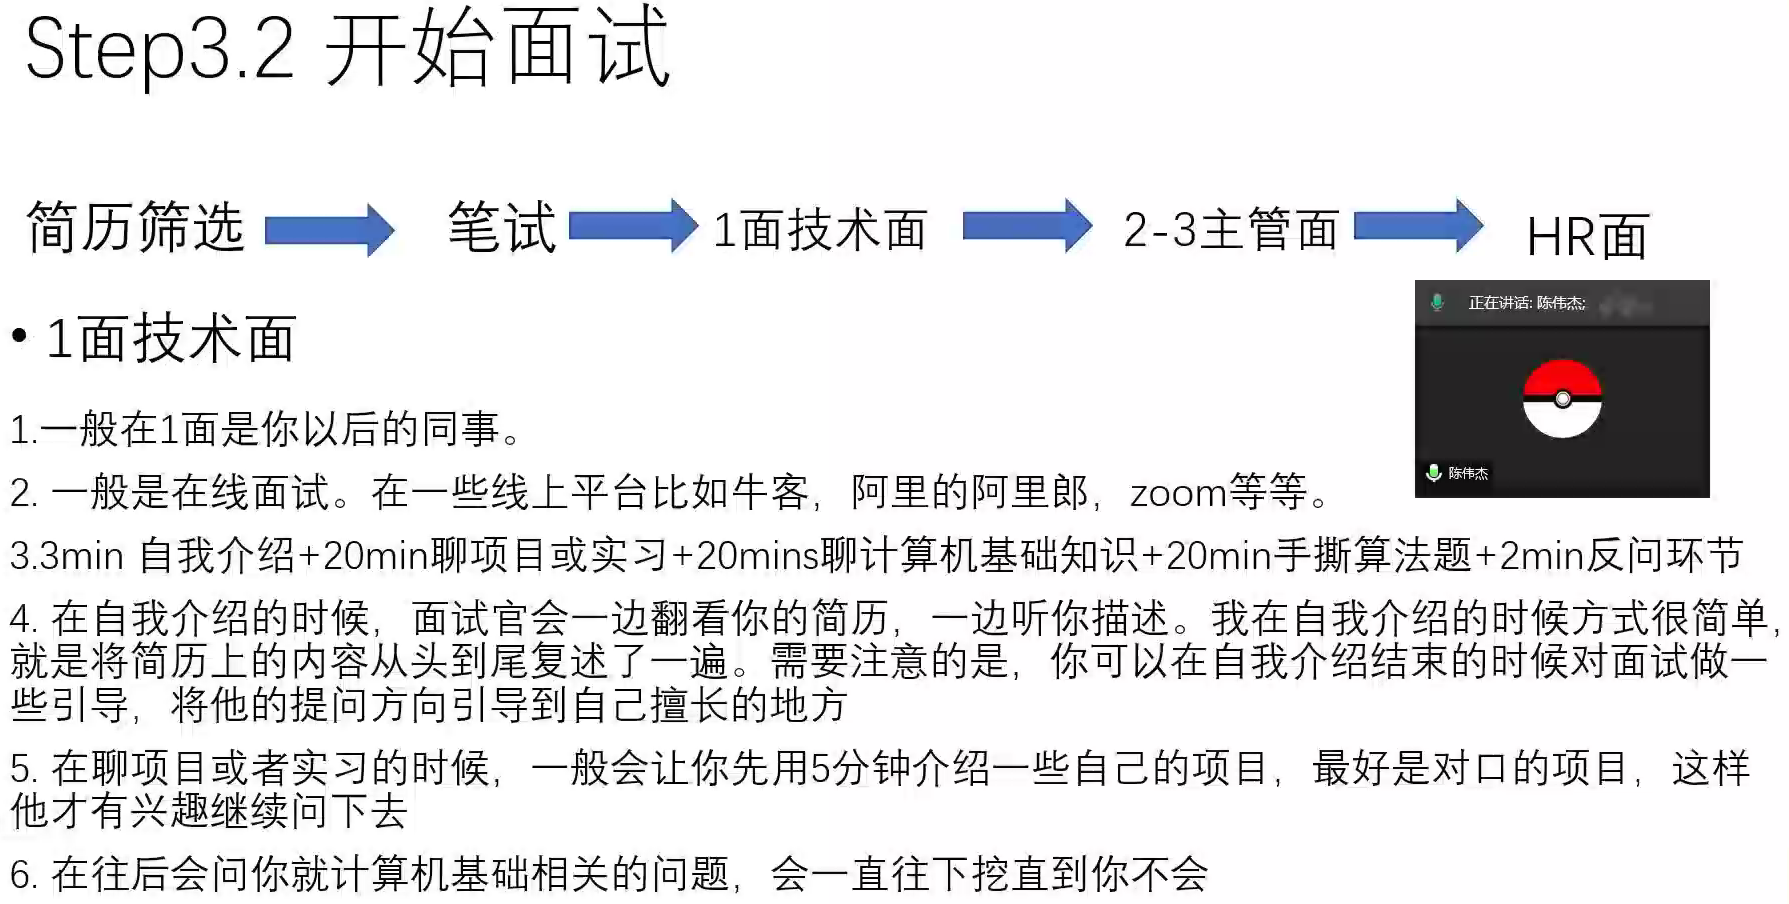 Step3.2 开始面试
简历筛选 笔试 1面技术面 2-3主管面 HR面
• 1面技术面
正在讲话: 陈伟杰;
陈伟杰
1.一般在1面是你以后的同事。
2. 一般是在线面试。在一些线上平台比如牛客，阿里的阿里郎，zoom等等。
3.3min 自我介绍+20min聊项目或实习+20mins聊计算机基础知识+20min手撕算法题+2min反问环节
4. 在自我介绍的时候，面试官会一边翻看你的简历，一边听你描述。我在自我介绍的时候方式很简单，
就是将简历上的内容从头到尾复述了一遍。需要注意的是，你可以在自我介绍结束的时候对面试做一
些引导，将他的提问方向引导到自己擅长的地方
5. 在聊项目或者实习的时候，一般会让你先用5分钟介绍一些自己的项目，最好是对口的项目，这样
他才有兴趣继续问下去
6. 在往后会问你就计算机基础相关的问题，会一直往下挖直到你不会